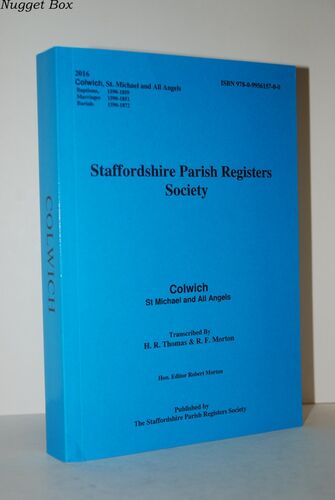 Nugget Box
2016
Colwich, St. Michael and All Angels
ISBN 978-0-9956157-0-0
Baptisms, 1590-1855
Marriages 1590-1852
Burials 1590-1872
Staffordshire Parish Registers
Society
Colwich
St Michael and All Angels
Transcribed By
H. R. Thomas & R. F. Morton
Hon. Editor Robert Morton
Published by
The Staffordshire Parish Registers Society
COLWICH